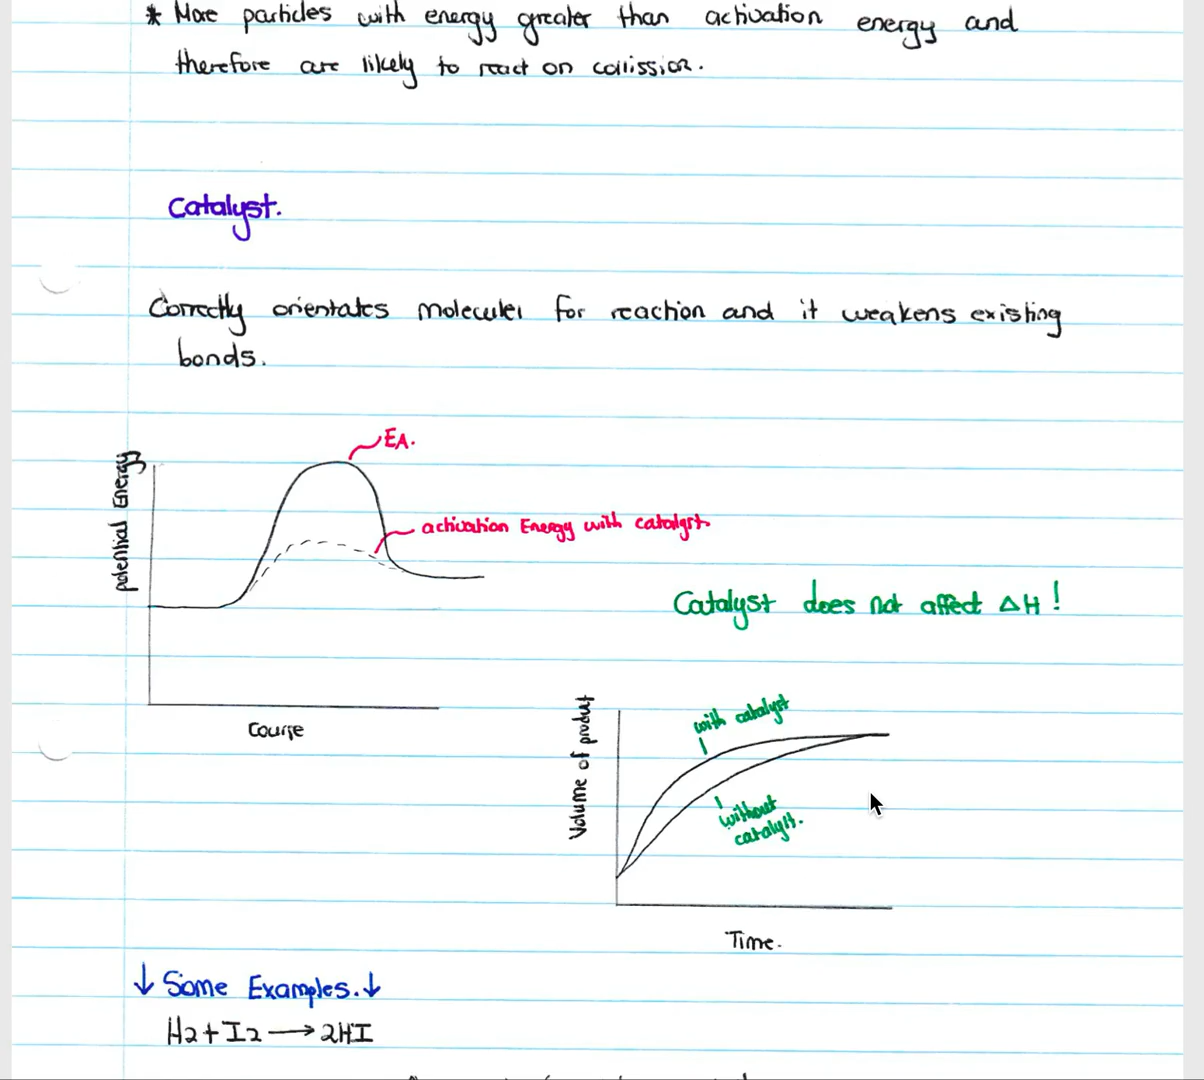 * More particles with energy greater than activation energy and
therefore are likely to react on collission.
Catalyst.
Correctly orientates molecules for reaction and it weakens existing
bonds.
EA.
potential Energy
activation Energy with catalyst.
Catalyst does not affect ΔH!
Course
Volume of product
with catalyst
without
catalyst.
Time.
↓ Some Examples. ↓
H2 + I2 → 2HI